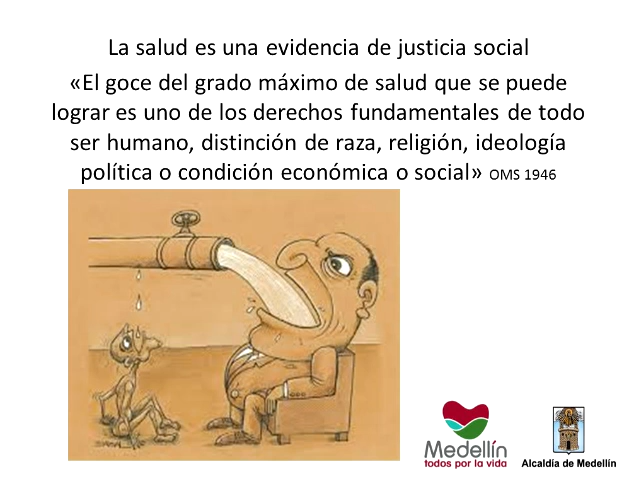 La salud es una evidencia de justicia social
«El goce del grado máximo de salud que se puede
lograr es uno de los derechos fundamentales de todo
ser humano, distinción de raza, religión, ideología
política o condición económica o social» OMS 1946
Medellín
todos por la vida
Alcaldía de Medellín